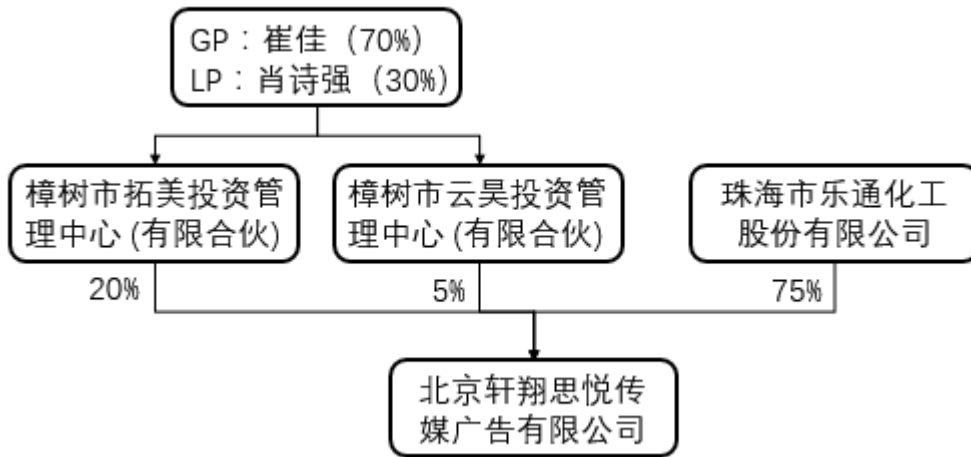 GP：崔佳（70%）
LP：肖诗强（30%）
樟树市拓美投资管
理中心 (有限合伙)
樟树市云昊投资管
理中心 (有限合伙)
珠海市乐通化工
股份有限公司
20%
5%
75%
北京轩翔思悦传
媒广告有限公司